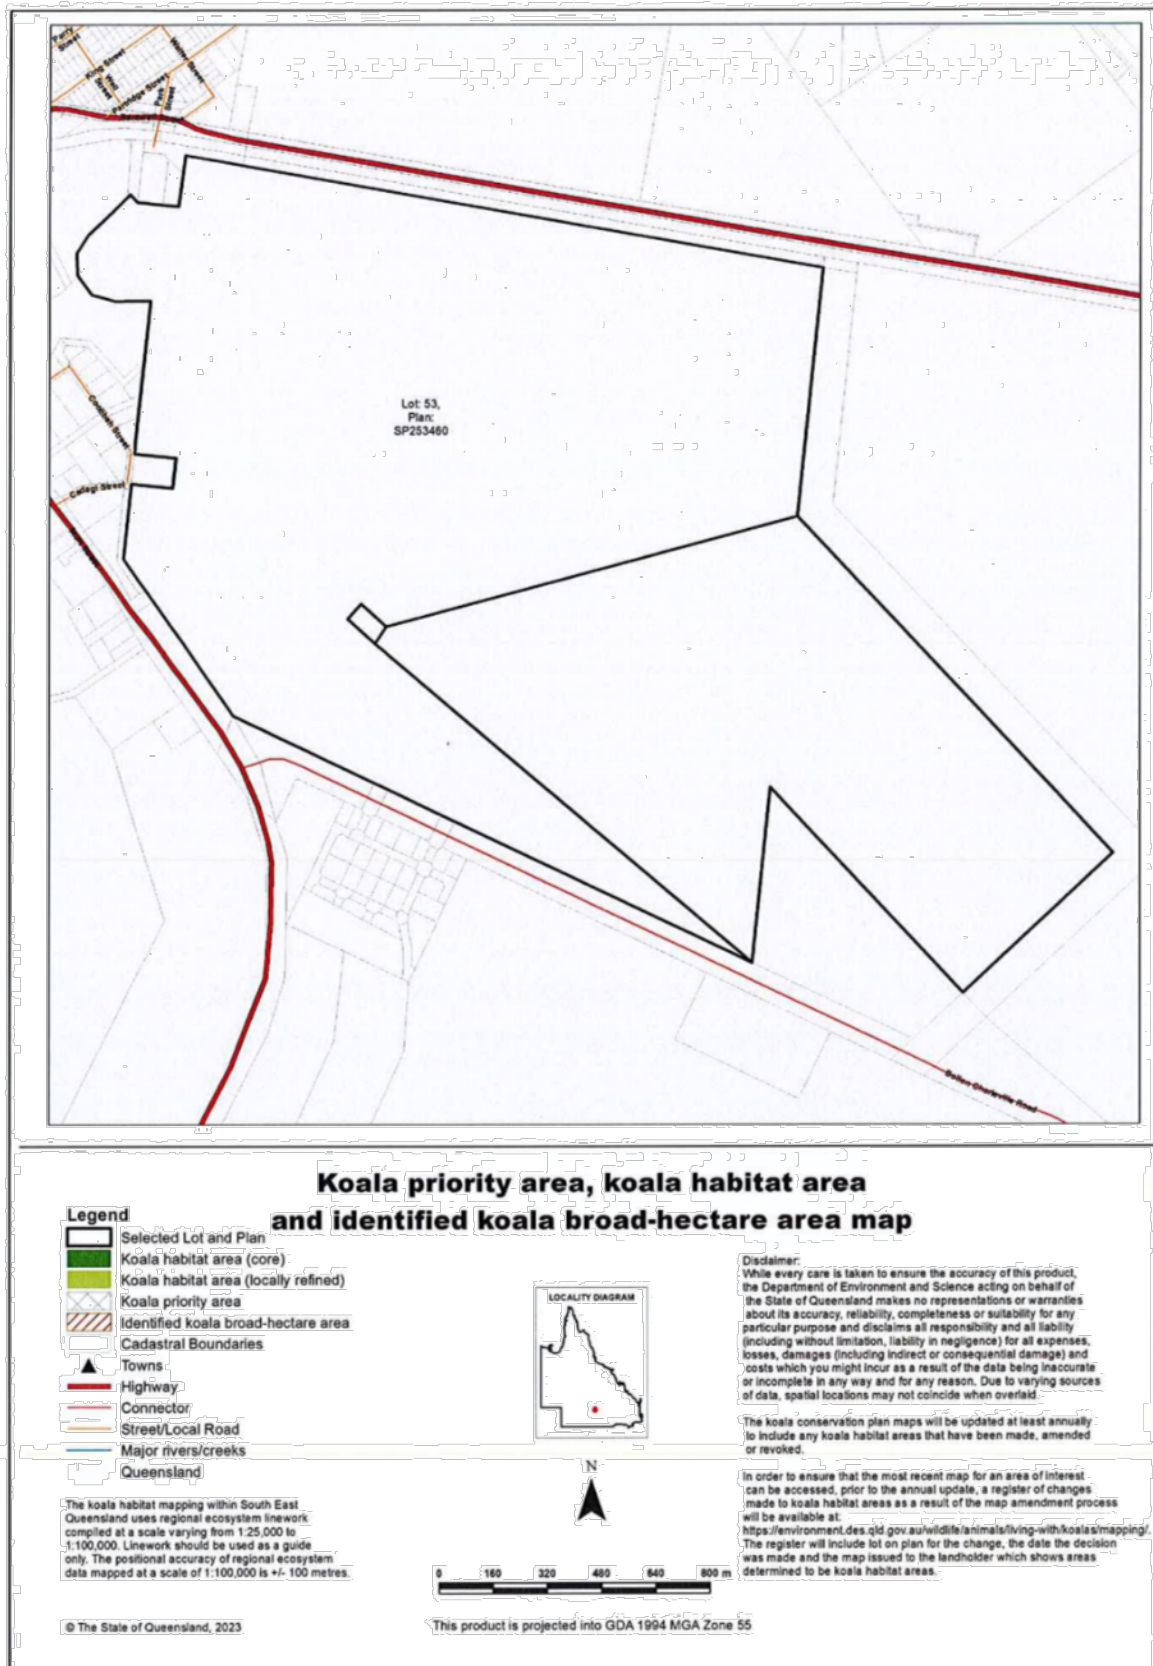 Parry
Street
King Street
Street
Partridge Street
Park
Street
Street
Lot: 53,
Plan:
SP253460
Coolibah Street
Cadagi Street
Bollon Charleville Road
Koala priority area, koala habitat area
and identified koala broad-hectare area map
Legend
Selected Lot and Plan
Koala habitat area (core)
Koala habitat area (locally refined)
Koala priority area
Identified koala broad-hectare area
Cadastral Boundaries
Towns
Highway
Connector
Street/Local Road
Major rivers/creeks
Queensland
The koala habitat mapping within South East
Queensland uses regional ecosystem linework
compiled at a scale varying from 1:25,000 to
1:100,000. Linework should be used as a guide
only. The positional accuracy of regional ecosystem
data mapped at a scale of 1:100,000 is +/- 100 metres.
© The State of Queensland, 2023
LOCALITY DIAGRAM
N
0 160 320 480 640 800 m
This product is projected into GDA 1994 MGA Zone 55
Disclaimer:
While every care is taken to ensure the accuracy of this product,
the Department of Environment and Science acting on behalf of
the State of Queensland makes no representations or warranties
about its accuracy, reliability, completeness or suitability for any
particular purpose and disclaims all responsibility and all liability
(including without limitation, liability in negligence) for all expenses,
losses, damages (including indirect or consequential damage) and
costs which you might incur as a result of the data being inaccurate
or incomplete in any way and for any reason. Due to varying sources
of data, spatial locations may not coincide when overlaid.
The koala conservation plan maps will be updated at least annually
to include any koala habitat areas that have been made, amended
or revoked.
In order to ensure that the most recent map for an area of interest
can be accessed, prior to the annual update, a register of changes
made to koala habitat areas as a result of the map amendment process
will be available at:
https://environment.des.qld.gov.au/wildlife/animals/living-with/koalas/mapping/.
The register will include lot on plan for the change, the date the decision
was made and the map issued to the landholder which shows areas
determined to be koala habitat areas.